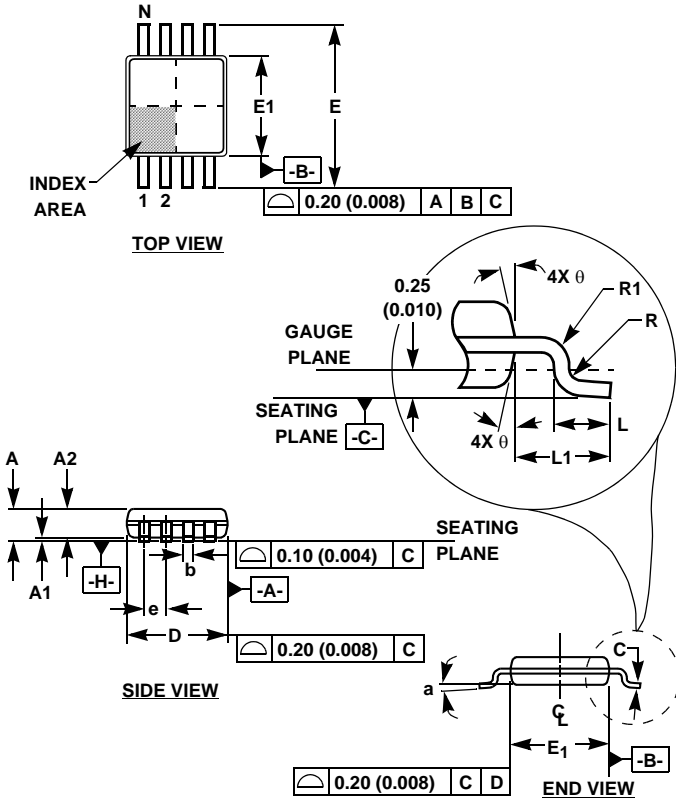 N
E1
E
-B-
INDEX
AREA
1 2
0.20 (0.008) A B C
TOP VIEW
0.25
(0.010)
4X θ
R1
R
GAUGE
PLANE
SEATING
PLANE
-C-
4X θ
L
L1
A A2
SEATING
PLANE
A1
-H-
b
0.10 (0.004) C
-A-
e
D
0.20 (0.008) C
SIDE VIEW
C
a
CL
E1
-B-
0.20 (0.008) C D
END VIEW